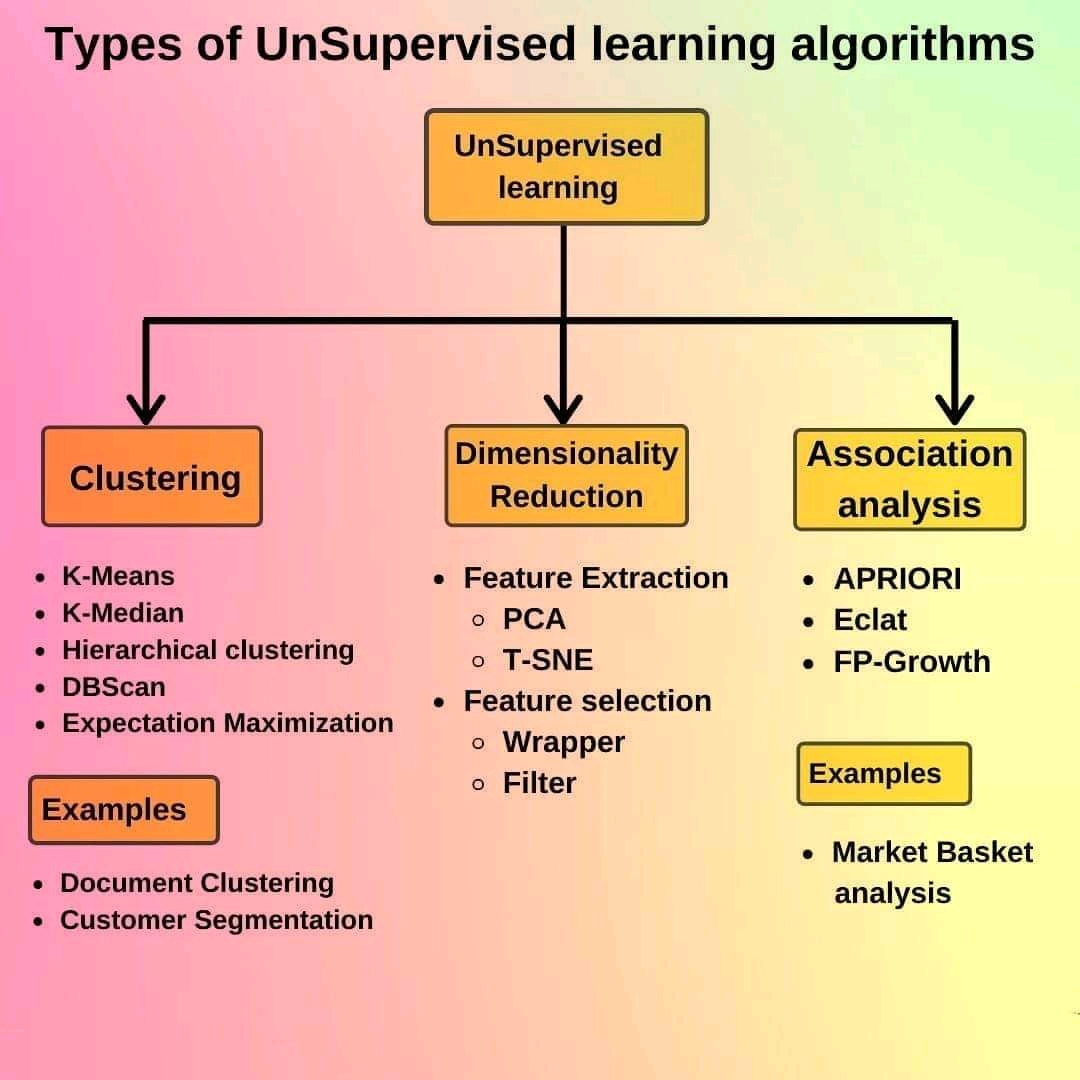 Types of UnSupervised learning algorithms
UnSupervised
learning
Clustering
• K-Means
• K-Median
• Hierarchical clustering
• DBScan
• Expectation Maximization
Examples
• Document Clustering
• Customer Segmentation
Dimensionality
Reduction
• Feature Extraction
○ PCA
○ T-SNE
• Feature selection
○ Wrapper
○ Filter
Association
analysis
• APRIORI
• Eclat
• FP-Growth
Examples
• Market Basket
analysis